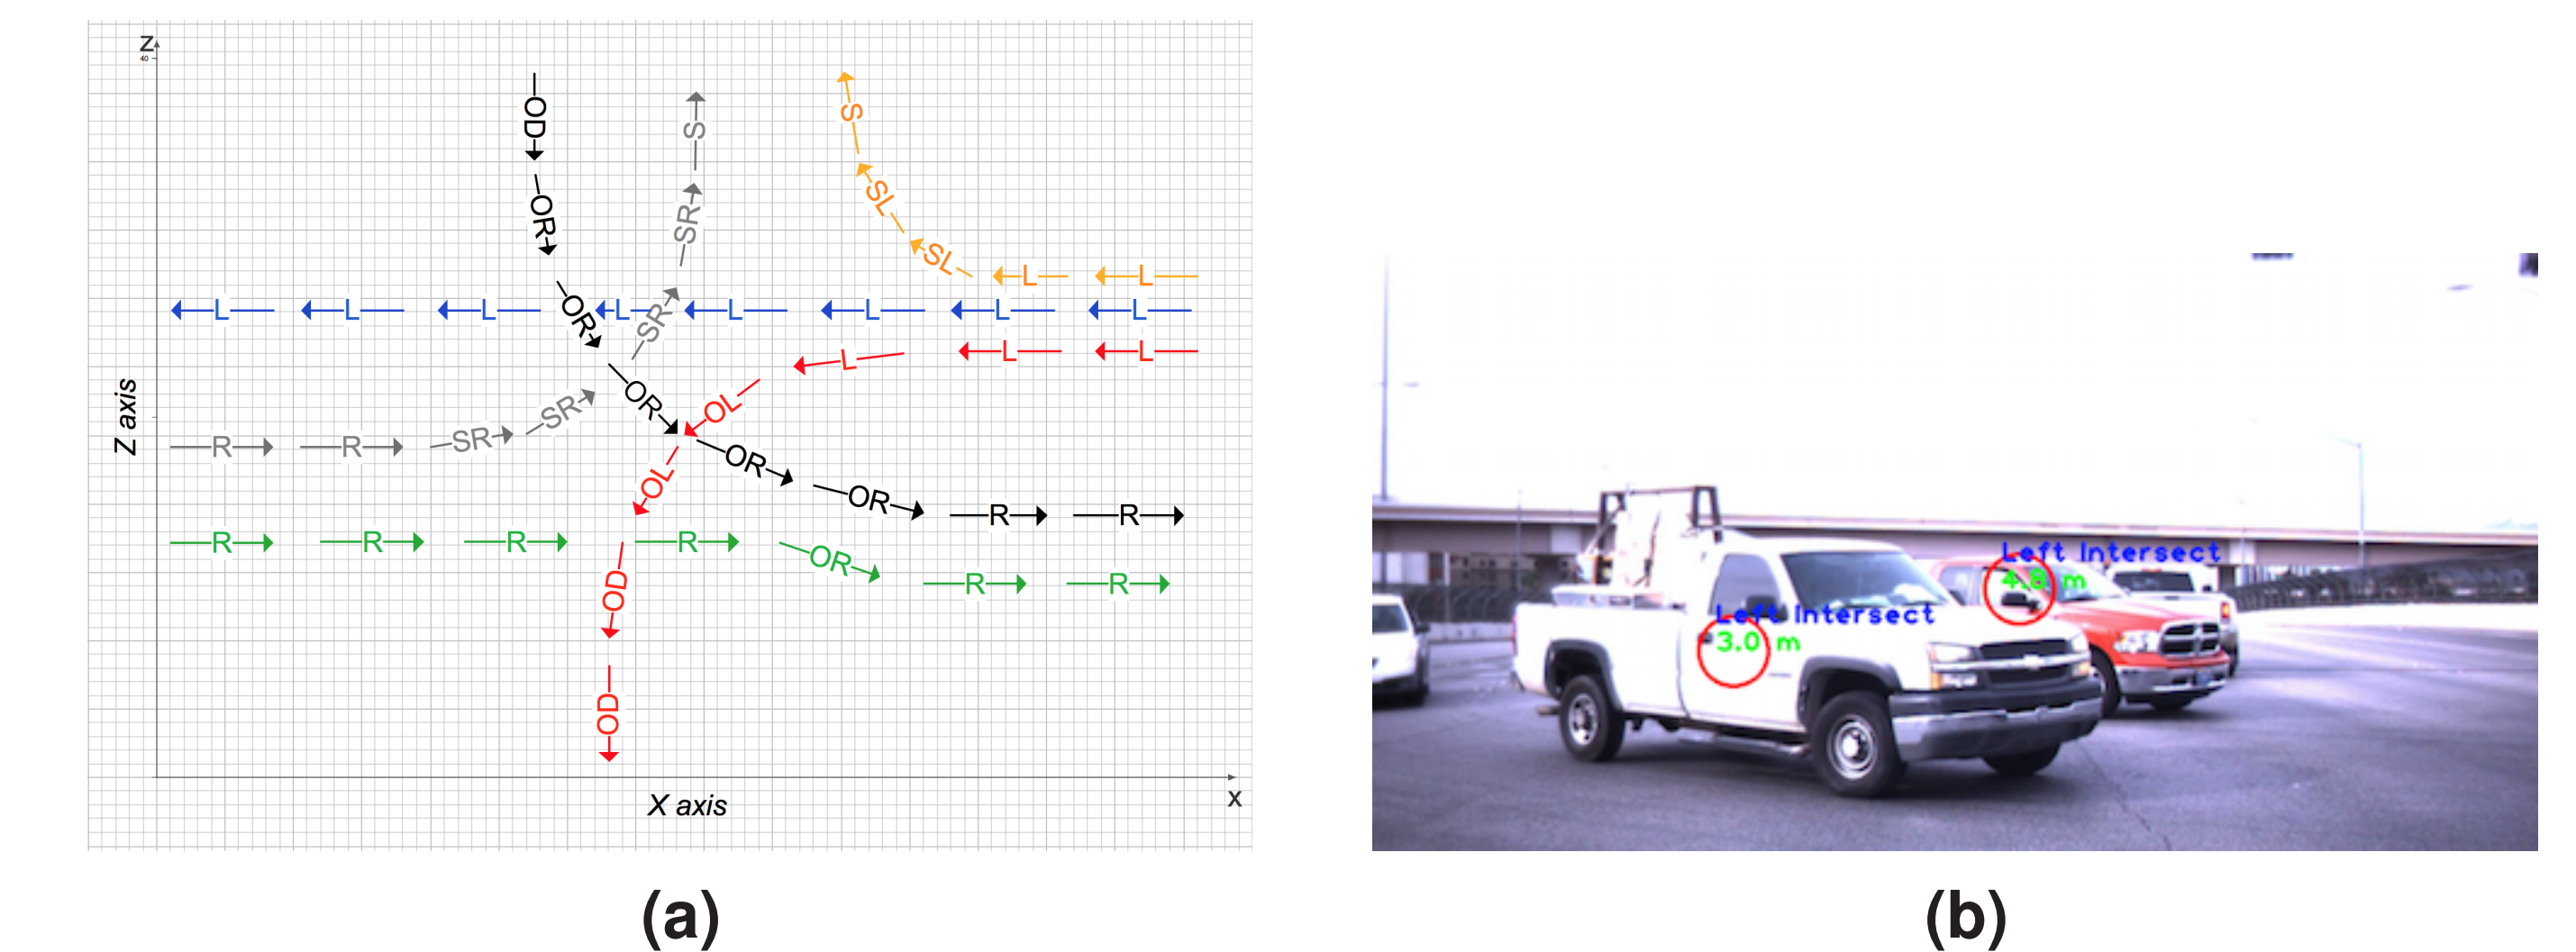 Z
40
OD
S
S
OR
SR
SL
SL
L
L
L
L
L
OR
L
SR
L
L
L
L
L
L
L
OR
OL
SR
R
R
SR
OR
OL
OR
R
R
R
R
R
R
OR
OD
R
R
OD
Z axis
X axis
X
Left Intersect
4.8 m
Left Intersect
3.0 m
(a)
(b)